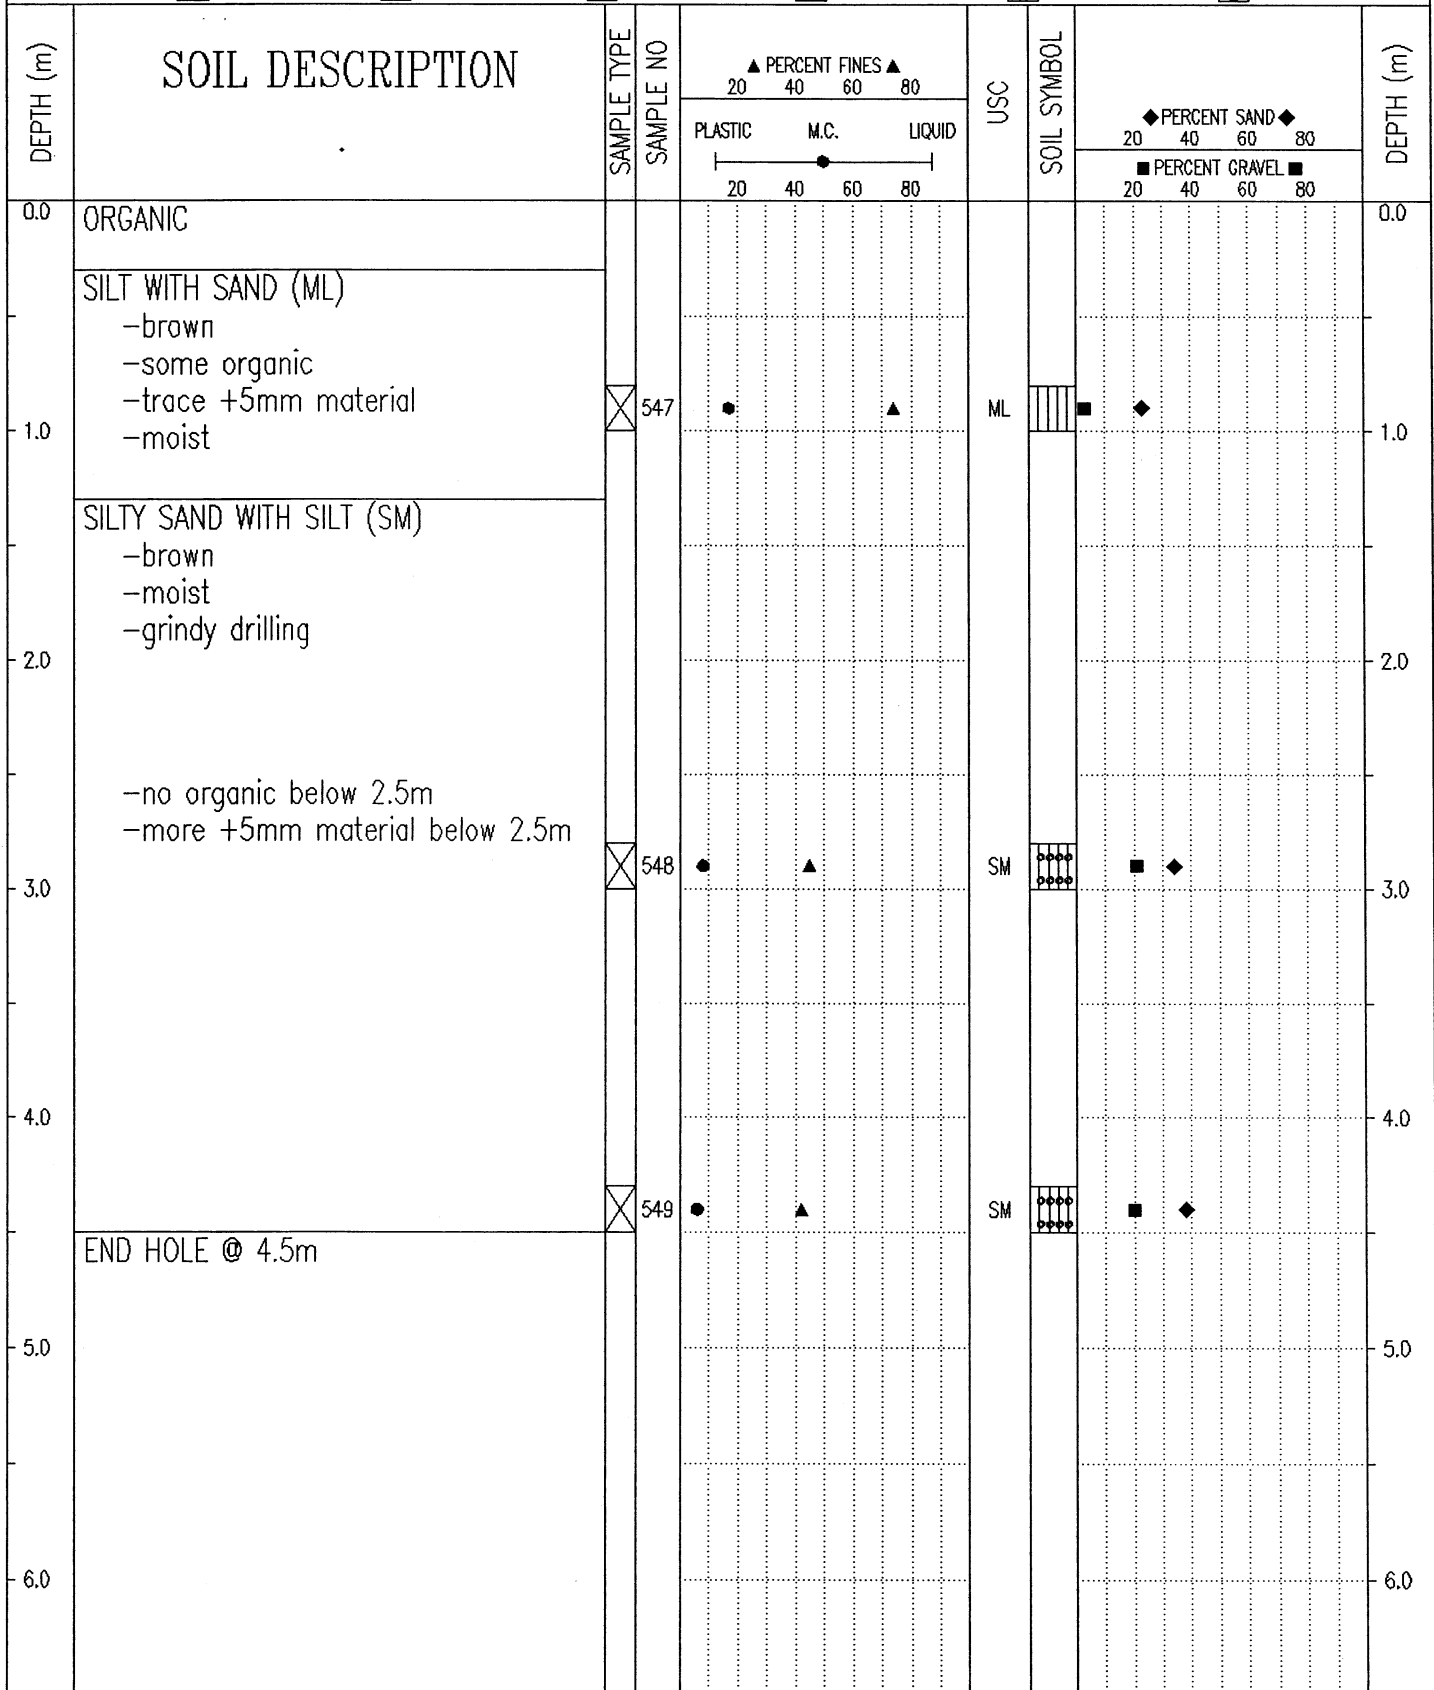 DEPTH (m)
SOIL DESCRIPTION
SAMPLE TYPE
SAMPLE NO
▲ PERCENT FINES ▲
20 40 60 80
PLASTIC M.C. LIQUID
20 40 60 80
USC
SOIL SYMBOL
◆PERCENT SAND◆
20 40 60 80
■ PERCENT GRAVEL ■
20 40 60 80
DEPTH (m)
0.0 0.0
ORGANIC
SILT WITH SAND (ML)
-brown
-some organic
-trace +5mm material
547 ML
-moist
1.0 1.0
SILTY SAND WITH SILT (SM)
-brown
-moist
-grindy drilling
2.0 2.0
-no organic below 2.5m
-more +5mm material below 2.5m
548 SM
3.0 3.0
4.0 4.0
549 SM
END HOLE @ 4.5m
5.0 5.0
6.0 6.0